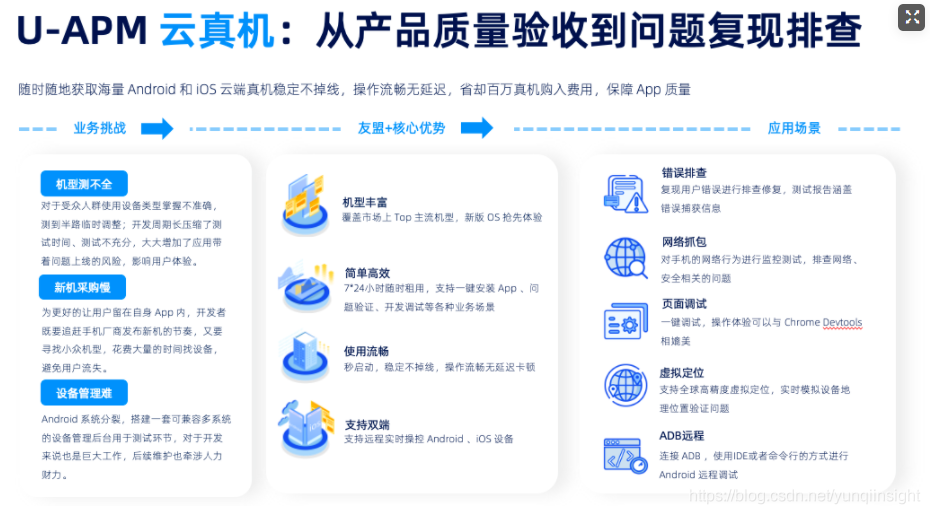 U-APM 云真机：从产品质量验收到问题复现排查
随时随地获取海量 Android 和 iOS 云端真机稳定不掉线，操作流畅无延迟，省却百万真机购入费用，保障 App 质量
业务挑战
友盟+核心优势
应用场景
机型测不全
对于受众人群使用设备类型掌握不准确，
测到半路临时调整；开发周期长压缩了测
试时间、测试不充分，大大增加了应用带
着问题上线的风险，影响用户体验。
新机采购慢
为更好的让用户留在自身 App 内，开发者
既要追赶手机厂商发布新机的节奏，又要
寻找小众机型，花费大量的时间找设备，
避免用户流失。
设备管理难
Android 系统分裂，搭建一套可兼容多系统
的设备管理后台用于测试环节，对于开发
来说也是巨大工作，后续维护也牵涉人力
财力。
机型丰富
覆盖市场上 Top 主流机型，新版 OS 抢先体验
简单高效
7*24小时随时租用，支持一键安装 App 、问
题验证、开发调试等各种业务场景
使用流畅
秒启动，稳定不掉线，操作流畅无延迟卡顿
iOS
支持双端
支持远程实时操控 Android 、iOS 设备
错误排查
复现用户错误进行排查修复，测试报告涵盖
错误捕获信息
网络抓包
对手机的网络行为进行监控测试，排查网络、
安全相关的问题
页面调试
一键调试，操作体验可以与 Chrome Devtools
相媲美
虚拟定位
支持全球高精度虚拟定位，实时模拟设备地
理位置验证问题
ADB远程
连接 ADB ，使用IDE或者命令行的方式进行
Android 远程调试
https://blog.csdn.net/yunqiinsight